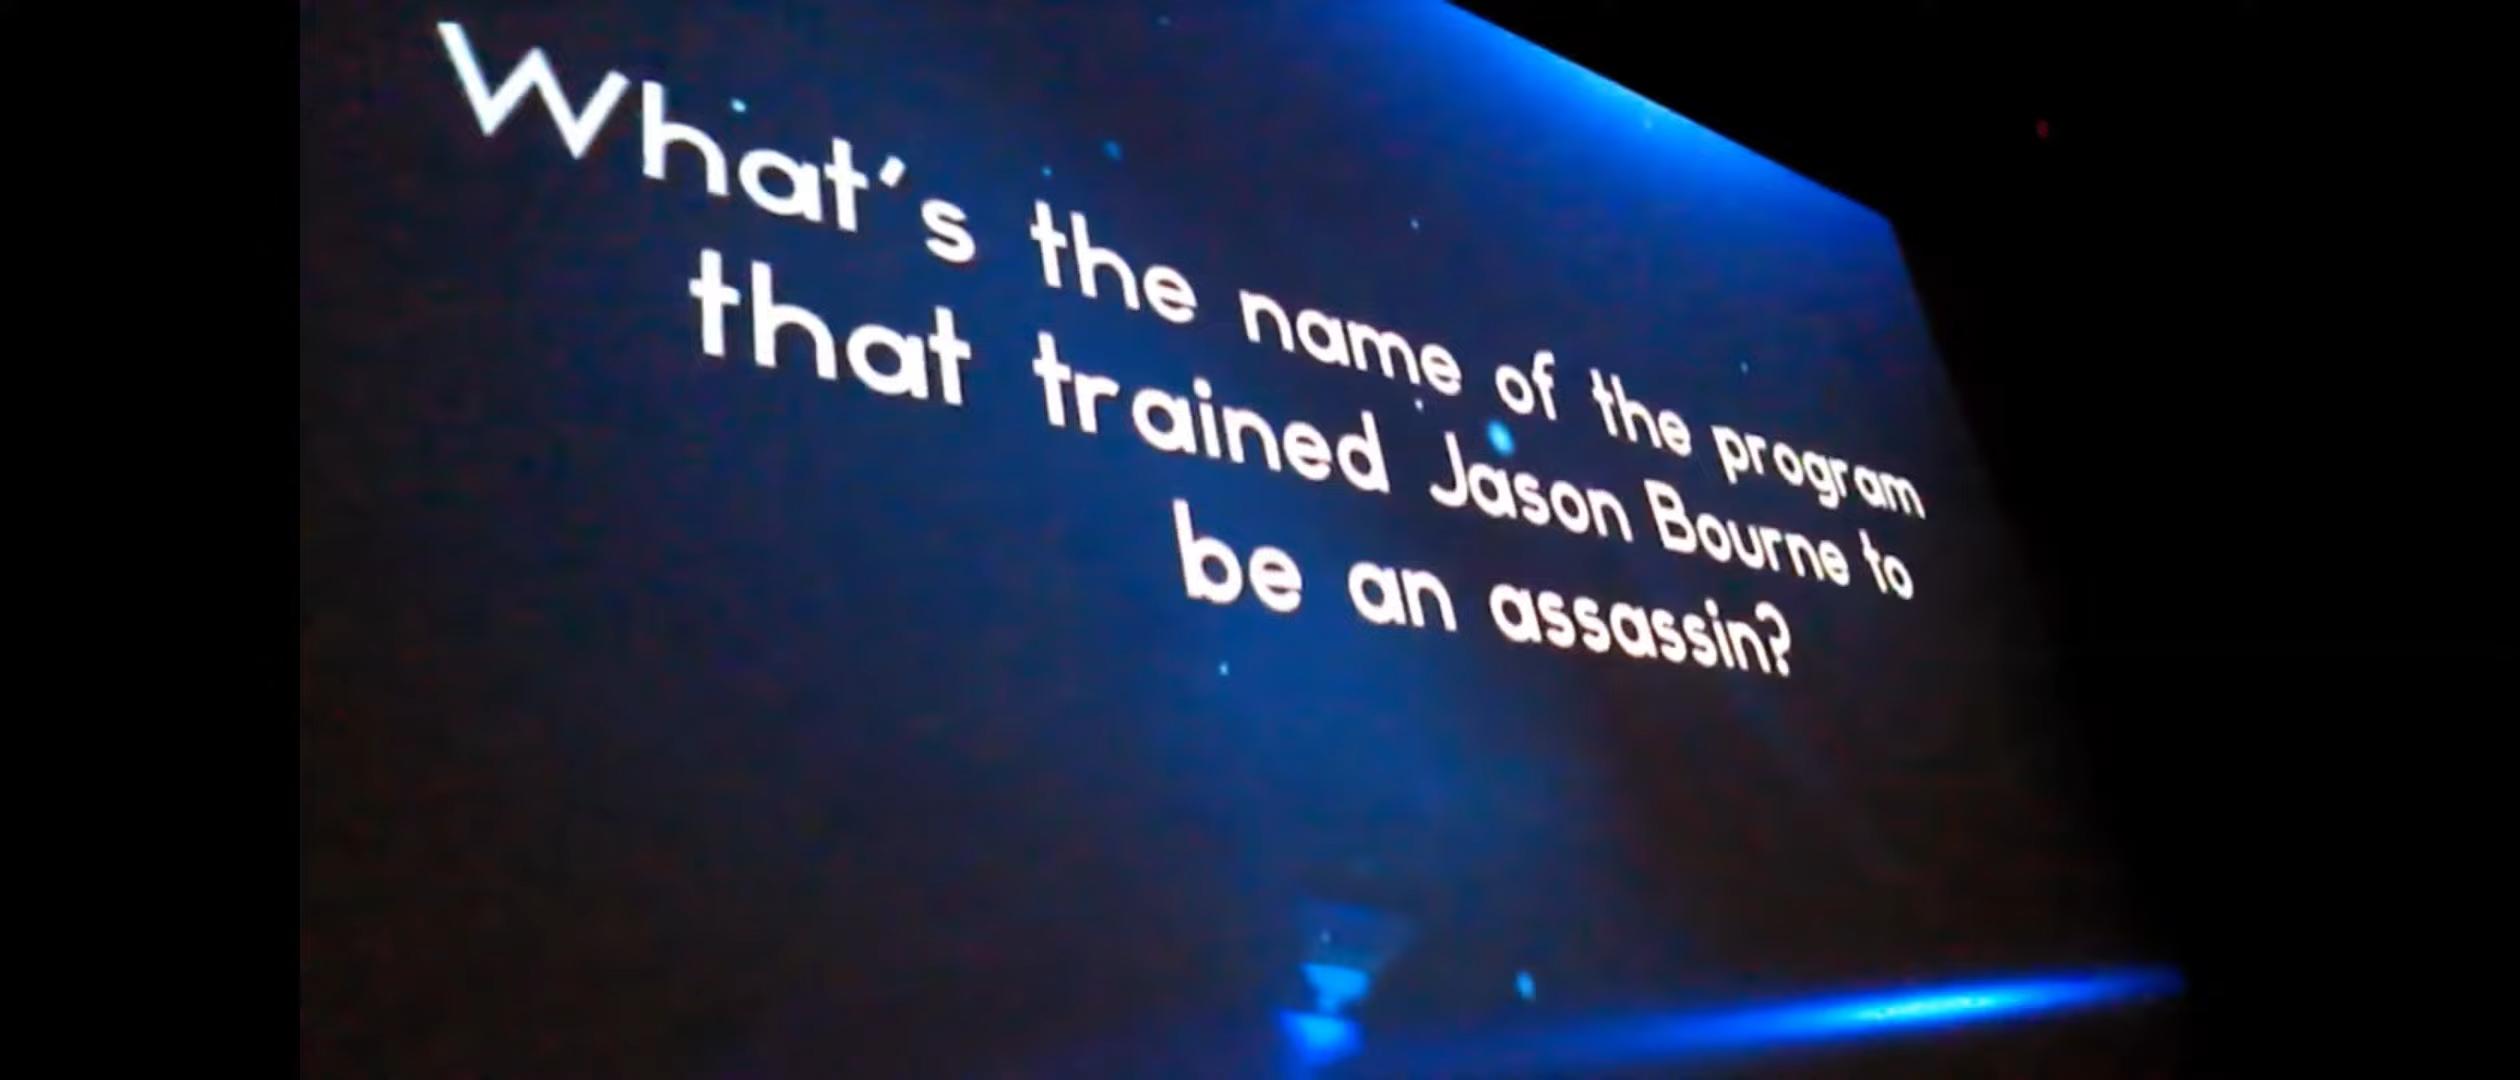 What's the name of the program
that trained Jason Bourne to
be an assassin?